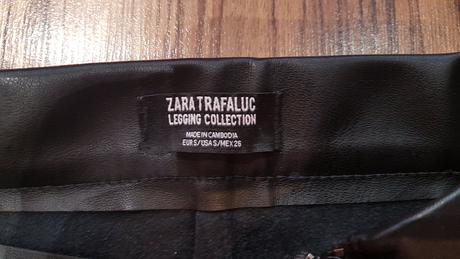 ZARA TRAFALUC
LEGGING COLLECTION
MADE IN CAMBODIA
EUR S/USA S/MEX 26